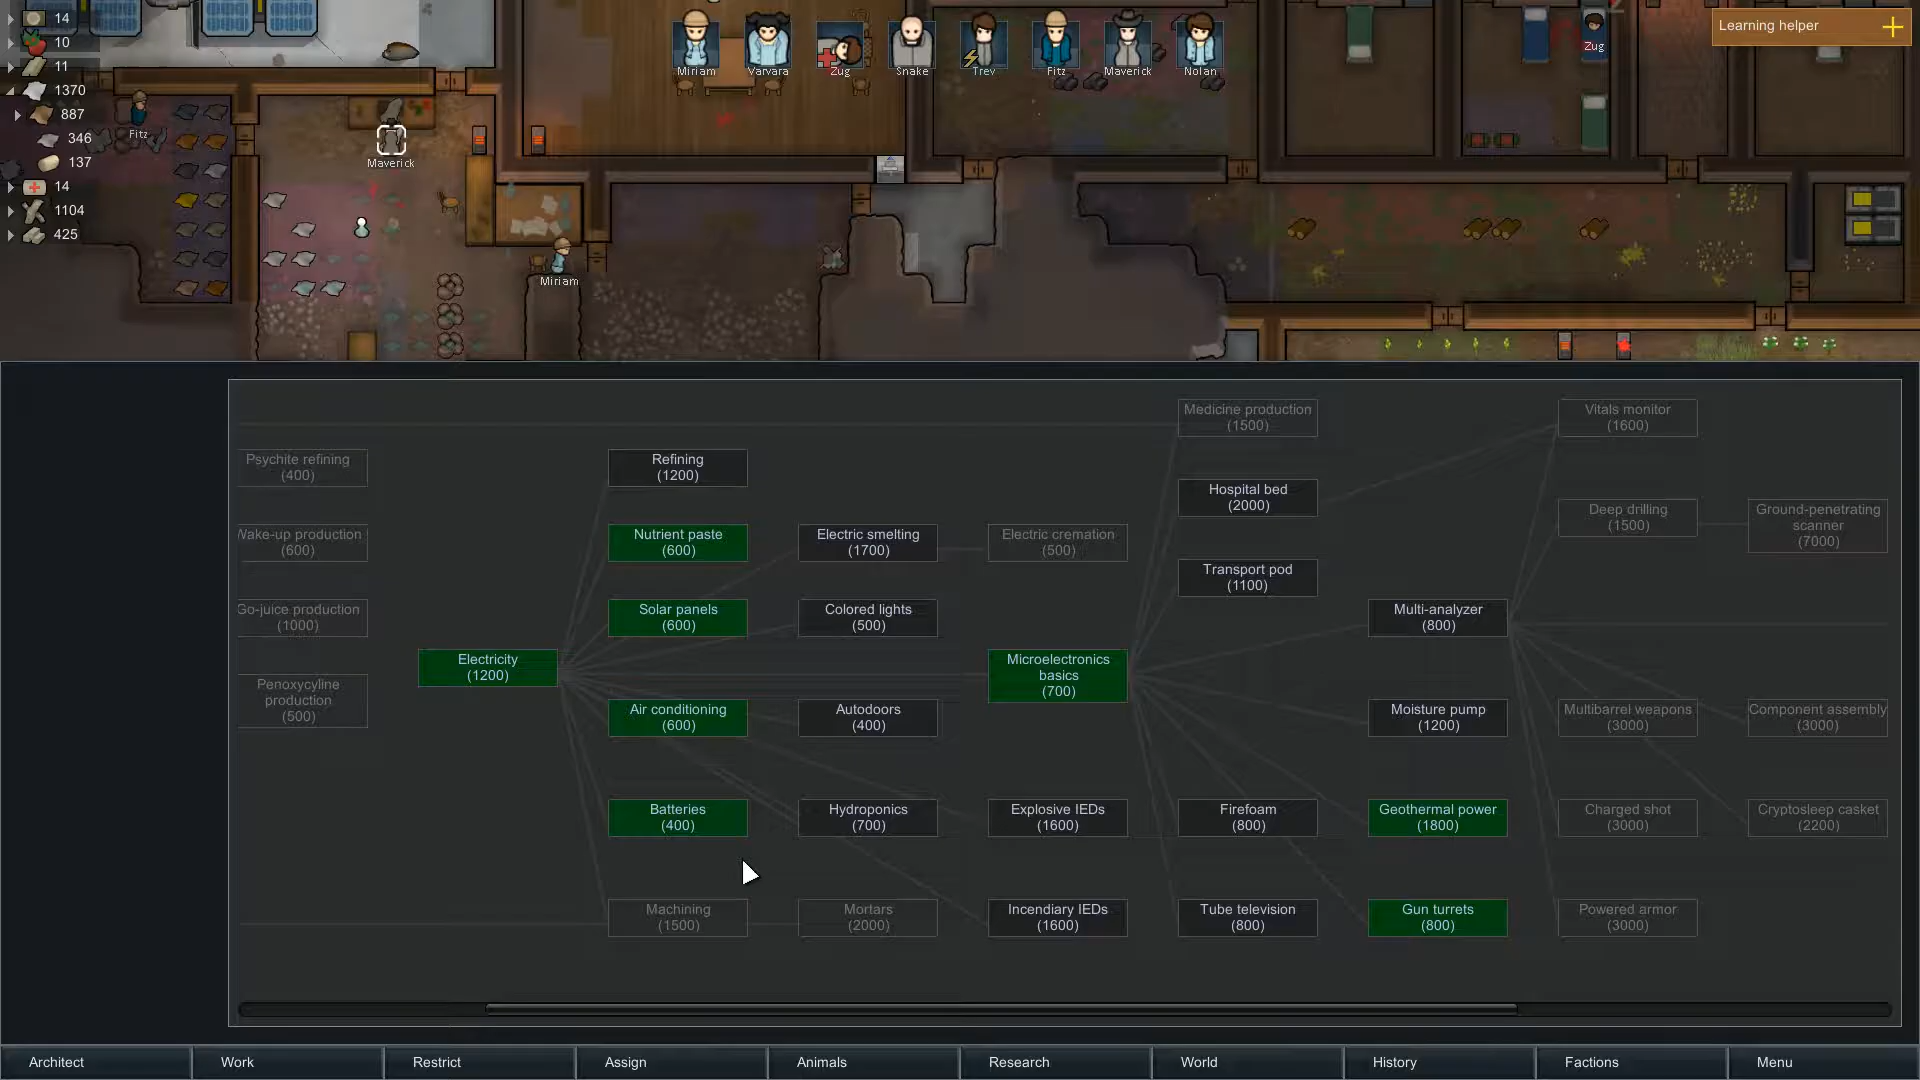 14
10
11
1370
887
346
137
14
1104
425
Miriam
Varvara
Zug
Snake
Trev
Fitz
Maverick
Nolan
Zug
Learning helper
Fitz
Maverick
Miriam
Medicine production
(1500)
Vitals monitor
(1600)
Psychite refining
(400)
Refining
(1200)
Hospital bed
(2000)
Deep drilling
(1500)
Ground-penetrating
scanner
(7000)
Wake-up production
(600)
Nutrient paste
(600)
Electric smelting
(1700)
Electric cremation
(500)
Transport pod
(1100)
Go-juice production
(1000)
Solar panels
(600)
Colored lights
(500)
Multi-analyzer
(800)
Electricity
(1200)
Microelectronics
basics
(700)
Penoxycyline
production
(500)
Air conditioning
(600)
Autodoors
(400)
Moisture pump
(1200)
Multibarrel weapons
(3000)
Component assembly
(3000)
Batteries
(400)
Hydroponics
(700)
Explosive IEDs
(1600)
Firefoam
(800)
Geothermal power
(1800)
Charged shot
(3000)
Cryptosleep casket
(2200)
Machining
(1500)
Mortars
(2000)
Incendiary IEDs
(1600)
Tube television
(800)
Gun turrets
(800)
Powered armor
(3000)
Architect
Work
Restrict
Assign
Animals
Research
World
History
Factions
Menu